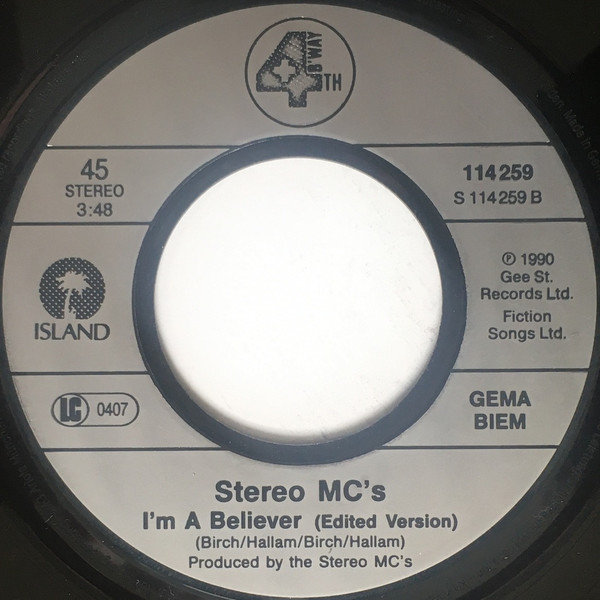 4TH
B'WAY
45
STEREO
3:48
114 259
S 114 259 B
ISLAND
℗ 1990
Gee St.
Records Ltd.
Fiction
Songs Ltd.
LC 0407
GEMA
BIEM
Stereo MC's
I'm A Believer (Edited Version)
(Birch/Hallam/Birch/Hallam)
Produced by the Stereo MC's